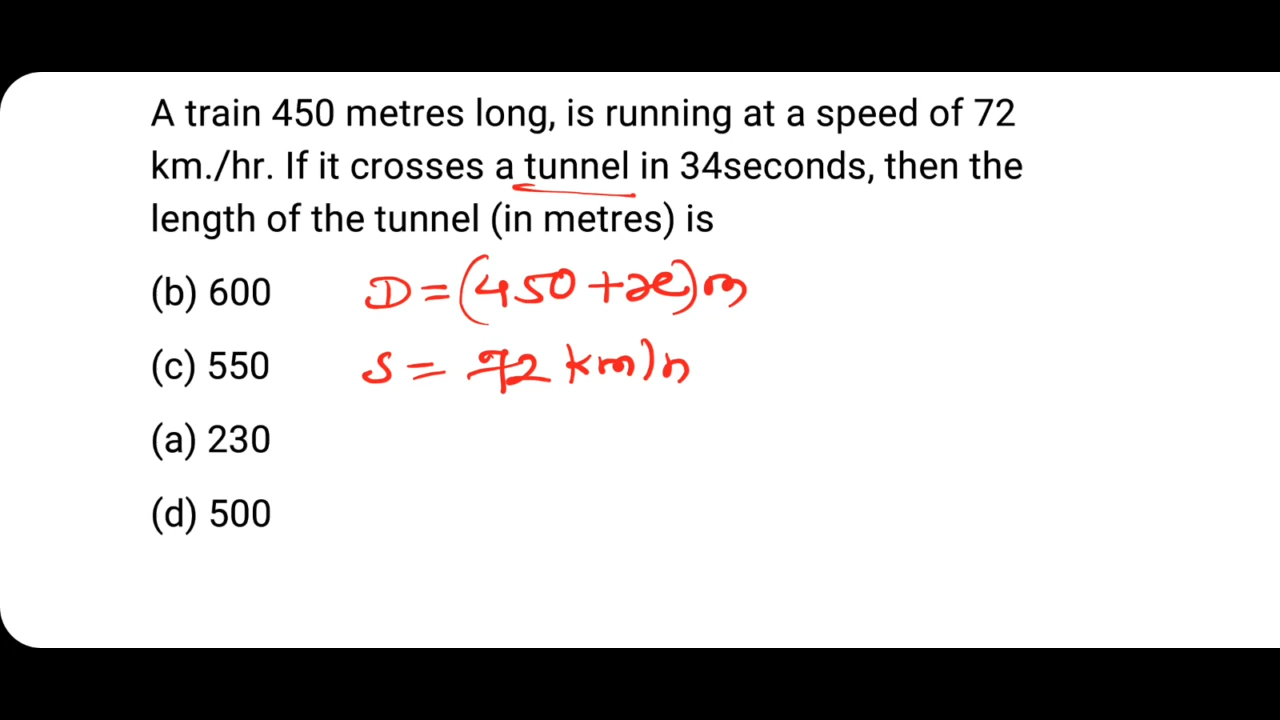 A train 450 metres long, is running at a speed of 72
km./hr. If it crosses a tunnel in 34seconds, then the
length of the tunnel (in metres) is
(b) 600 D = (450 + x) m
(c) 550 S = 72 km/h
(a) 230
(d) 500